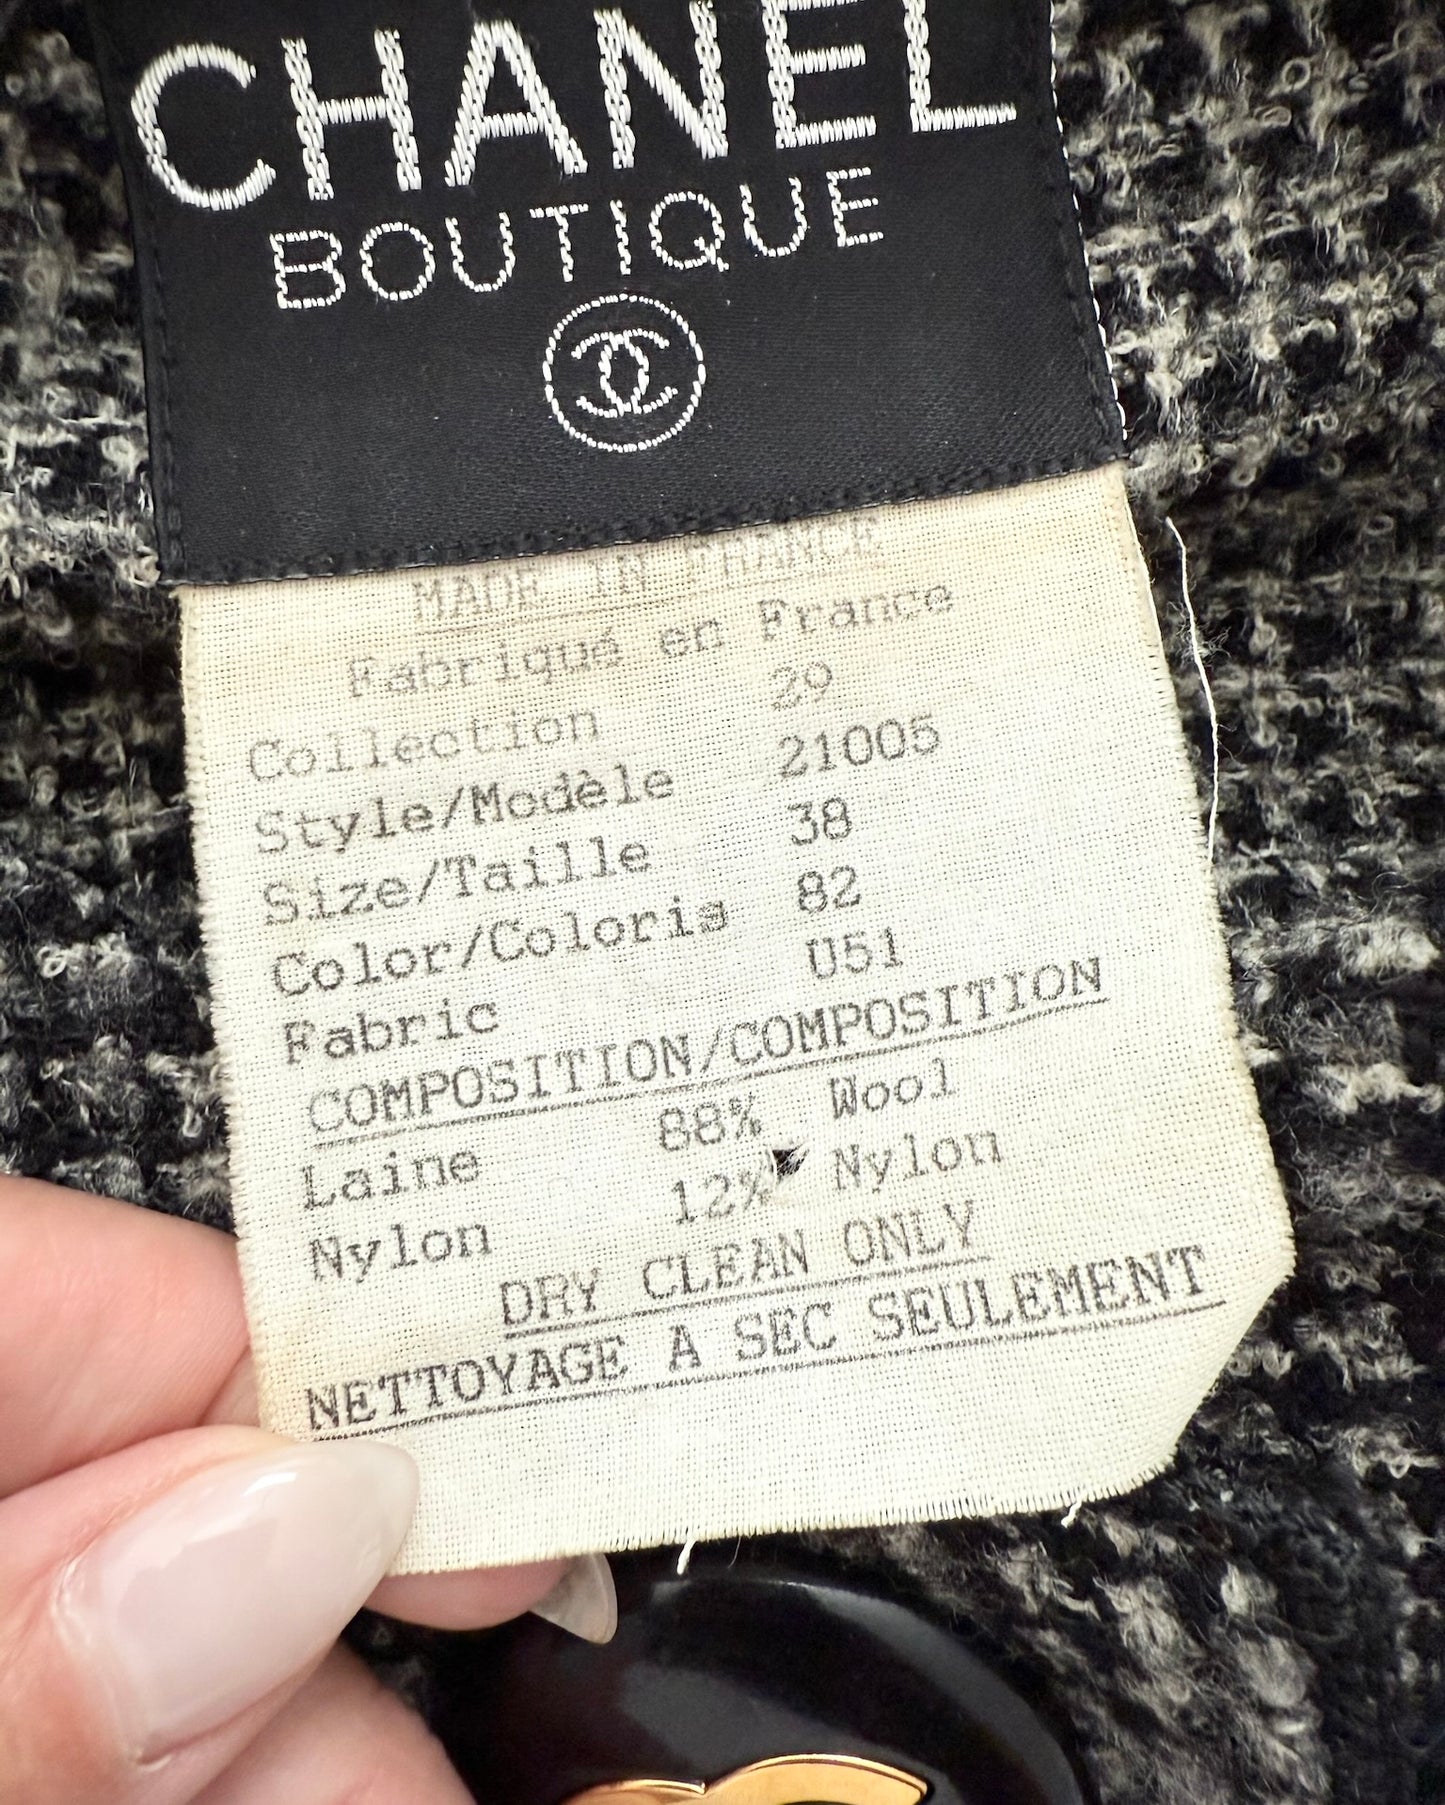 CHANEL
BOUTIQUE
MADE IN FRANCE
Fabriqué en France
Collection 29
Style/Modèle 21005
Size/Taille 38
Color/Coloris 82
Fabric U51
COMPOSITION/COMPOSITION
Laine 88% Wool
Nylon 12% Nylon
DRY CLEAN ONLY
NETTOYAGE A SEC SEULEMENT